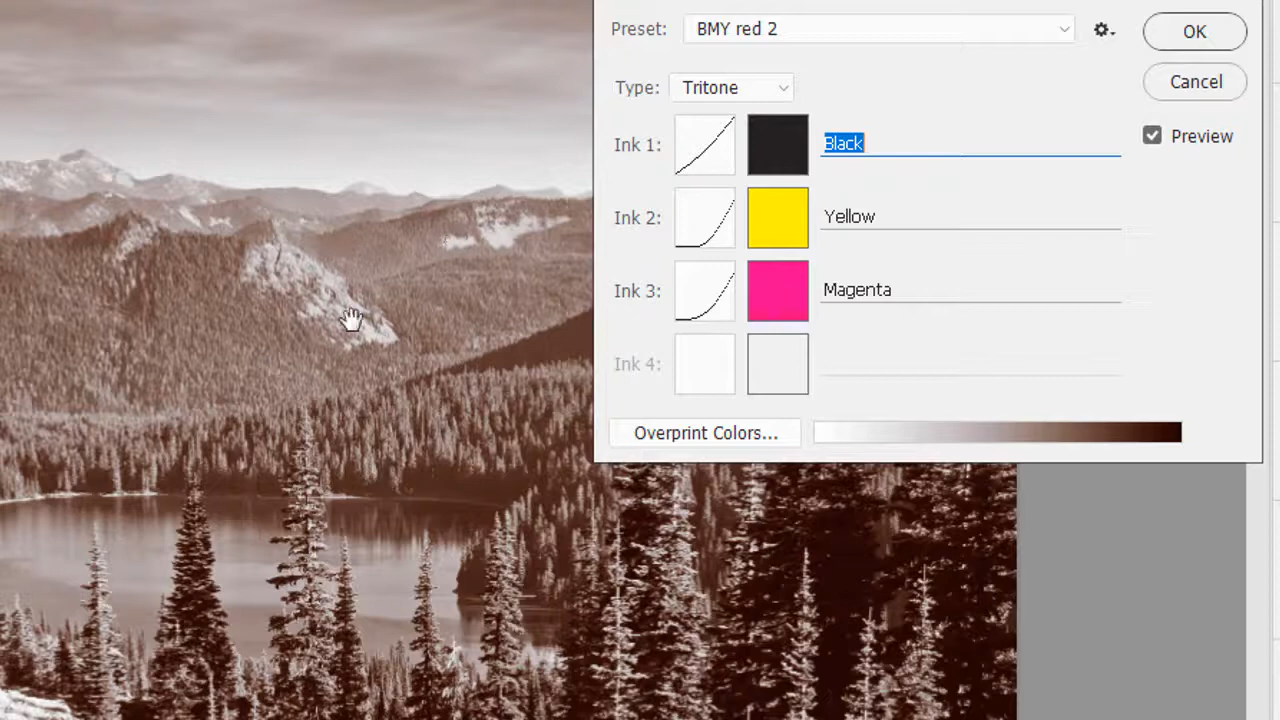 Preset: BMY red 2
OK
Type: Tritone
Cancel
Ink 1: Black
Preview
Ink 2: Yellow
Ink 3: Magenta
Ink 4:
Overprint Colors...